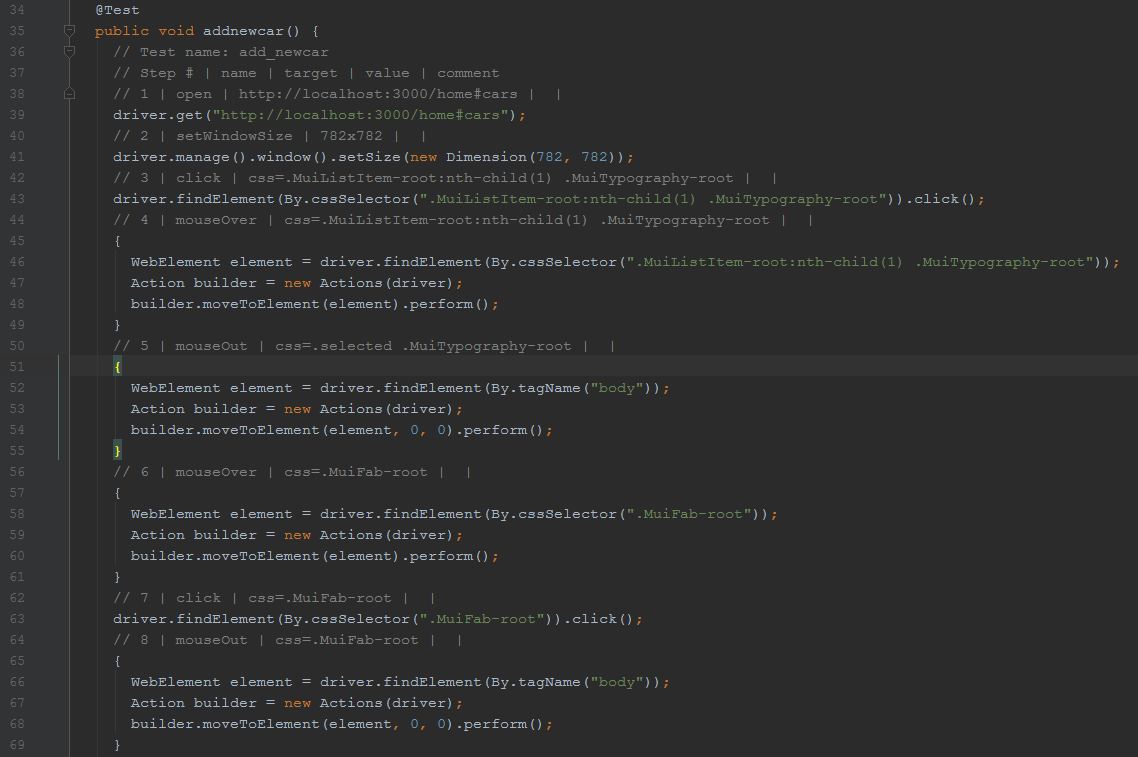 34 @Test
35 public void addnewcar() {
36 // Test name: add_newcar
37 // Step # | name | target | value | comment
38 // 1 | open | http://localhost:3000/home#cars | |
39 driver.get("http://localhost:3000/home#cars");
40 // 2 | setWindowSize | 782x782 | |
41 driver.manage().window().setSize(new Dimension(782, 782));
42 // 3 | click | css=.MuiListItem-root:nth-child(1) .MuiTypography-root | |
43 driver.findElement(By.cssSelector(".MuiListItem-root:nth-child(1) .MuiTypography-root")).click();
44 // 4 | mouseOver | css=.MuiListItem-root:nth-child(1) .MuiTypography-root | |
45 {
46 WebElement element = driver.findElement(By.cssSelector(".MuiListItem-root:nth-child(1) .MuiTypography-root"));
47 Action builder = new Actions(driver);
48 builder.moveToElement(element).perform();
49 }
50 // 5 | mouseOut | css=.selected .MuiTypography-root | |
51 {
52 WebElement element = driver.findElement(By.tagName("body"));
53 Action builder = new Actions(driver);
54 builder.moveToElement(element, 0, 0).perform();
55 }
56 // 6 | mouseOver | css=.MuiFab-root | |
57 {
58 WebElement element = driver.findElement(By.cssSelector(".MuiFab-root"));
59 Action builder = new Actions(driver);
60 builder.moveToElement(element).perform();
61 }
62 // 7 | click | css=.MuiFab-root | |
63 driver.findElement(By.cssSelector(".MuiFab-root")).click();
64 // 8 | mouseOut | css=.MuiFab-root | |
65 {
66 WebElement element = driver.findElement(By.tagName("body"));
67 Action builder = new Actions(driver);
68 builder.moveToElement(element, 0, 0).perform();
69 }